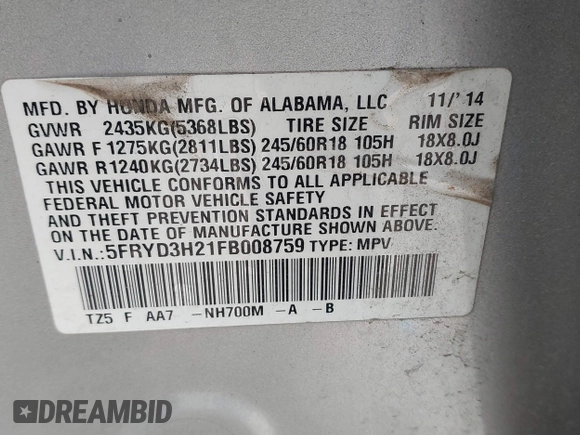 MFD. BY HONDA MFG. OF ALABAMA, LLC 11/'14
GVWR 2435KG(5368LBS) TIRE SIZE RIM SIZE
GAWR F 1275KG(2811LBS) 245/60R18 105H 18X8.0J
GAWR R1240KG(2734LBS) 245/60R18 105H 18X8.0J
THIS VEHICLE CONFORMS TO ALL APPLICABLE
FEDERAL MOTOR VEHICLE SAFETY
AND THEFT PREVENTION STANDARDS IN EFFECT
ON THE DATE OF MANUFACTURE SHOWN ABOVE.
V.I.N.:5FRYD3H21FB008759 TYPE: MPV
TZ5 F AA7 -NH700M -A -B
DREAMBID